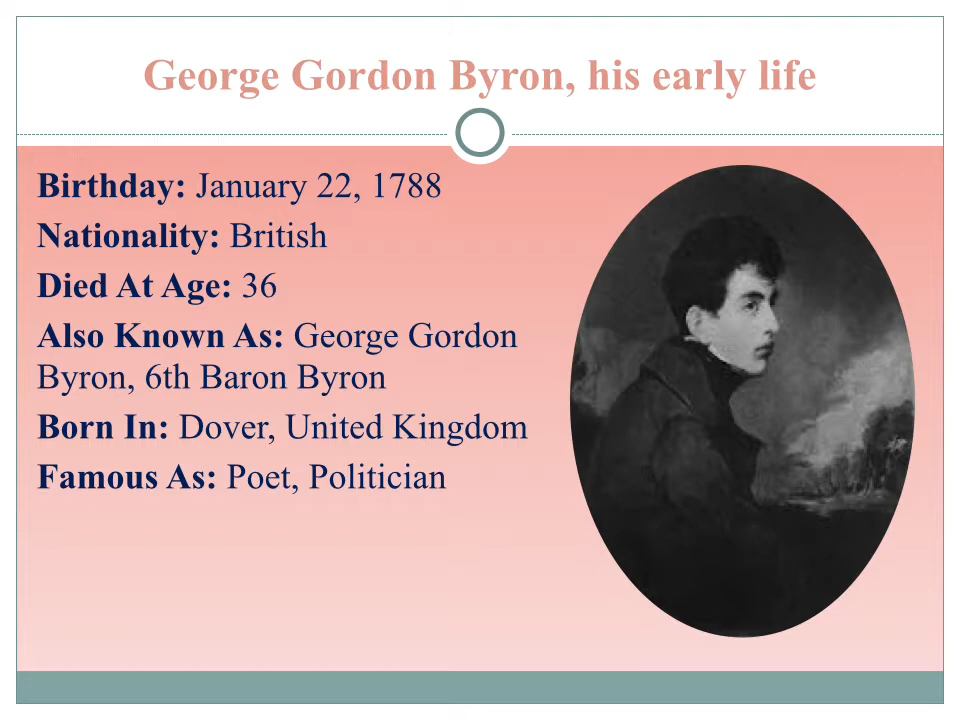 George Gordon Byron, his early life
Birthday: January 22, 1788
Nationality: British
Died At Age: 36
Also Known As: George Gordon
Byron, 6th Baron Byron
Born In: Dover, United Kingdom
Famous As: Poet, Politician